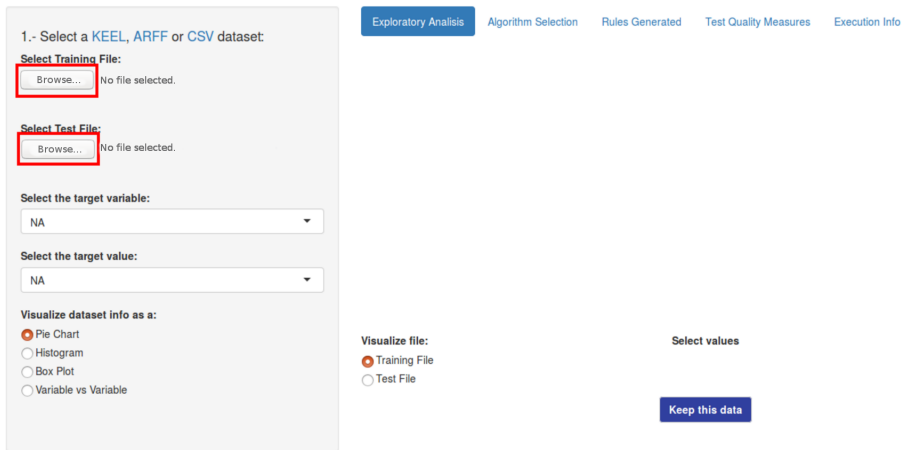 Exploratory Analisis Algorithm Selection Rules Generated Test Quality Measures Execution Info
1.- Select a KEEL, ARFF or CSV dataset:
Select Training File:
Browse... No file selected.
Select Test File:
Browse... No file selected.
Select the target variable:
NA
Select the target value:
NA
Visualize dataset info as a:
Pie Chart
Histogram
Box Plot
Variable vs Variable
Visualize file:
Training File
Test File
Select values
Keep this data